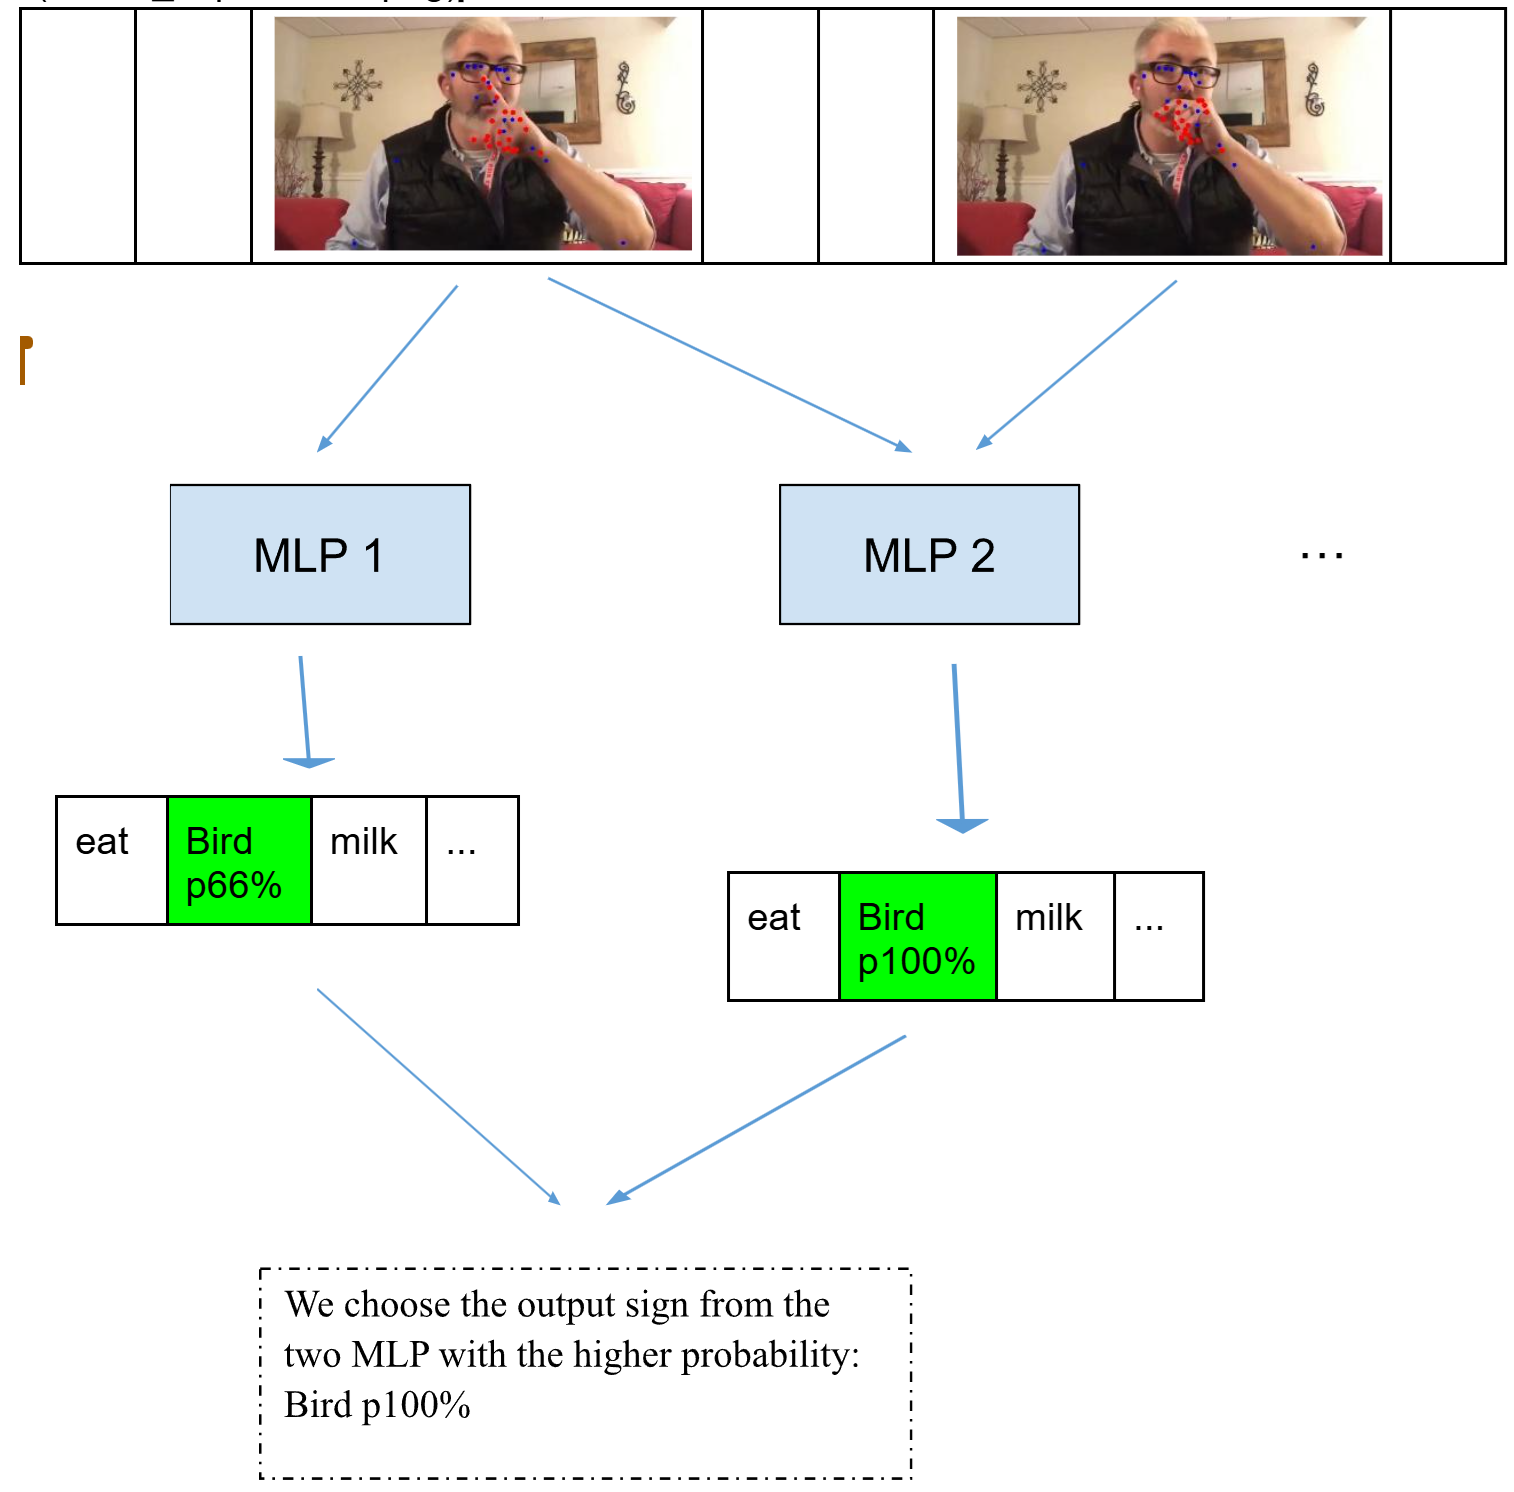 MLP 1
MLP 2
...
eat
Bird
p66%
milk
...
eat
Bird
p100%
milk
...
We choose the output sign from the
two MLP with the higher probability:
Bird p100%